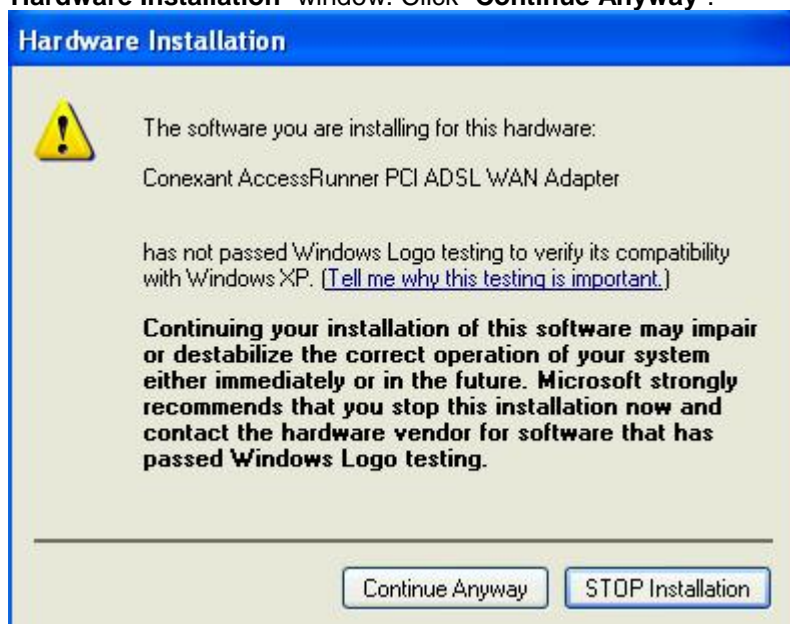 Hardware Installation" window. Click "Continue Anyway".
Hardware Installation
The software you are installing for this hardware:
Conexant AccessRunner PCI ADSL WAN Adapter
has not passed Windows Logo testing to verify its compatibility
with Windows XP. (Tell me why this testing is important.)
Continuing your installation of this software may impair
or destabilize the correct operation of your system
either immediately or in the future. Microsoft strongly
recommends that you stop this installation now and
contact the hardware vendor for software that has
passed Windows Logo testing.
Continue Anyway STOP Installation